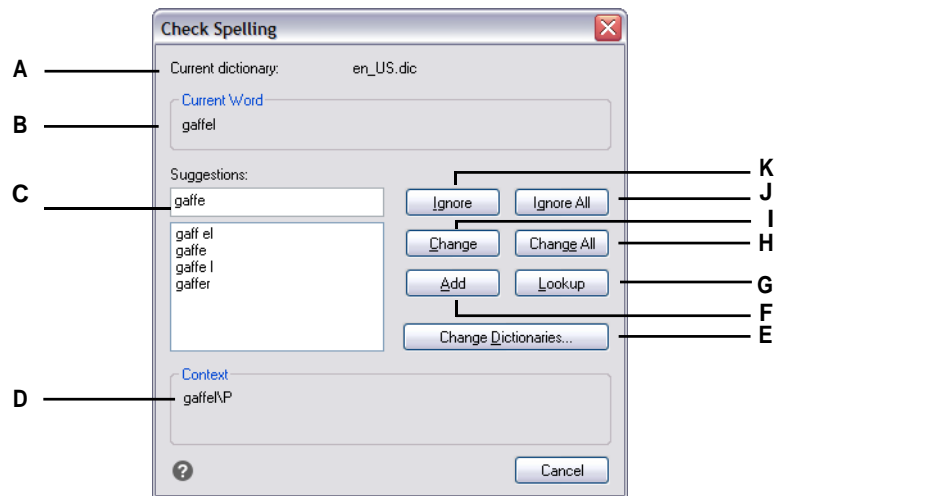 Check Spelling
A Current dictionary: en_US.dic
Current Word
B gaffel
Suggestions: K
C gaffe Ignore Ignore All J
I
gaff el Change Change All H
gaffe
gaffe l
gaffer Add Lookup G
F
Change Dictionaries... E
Context
D gaffel\P
? Cancel